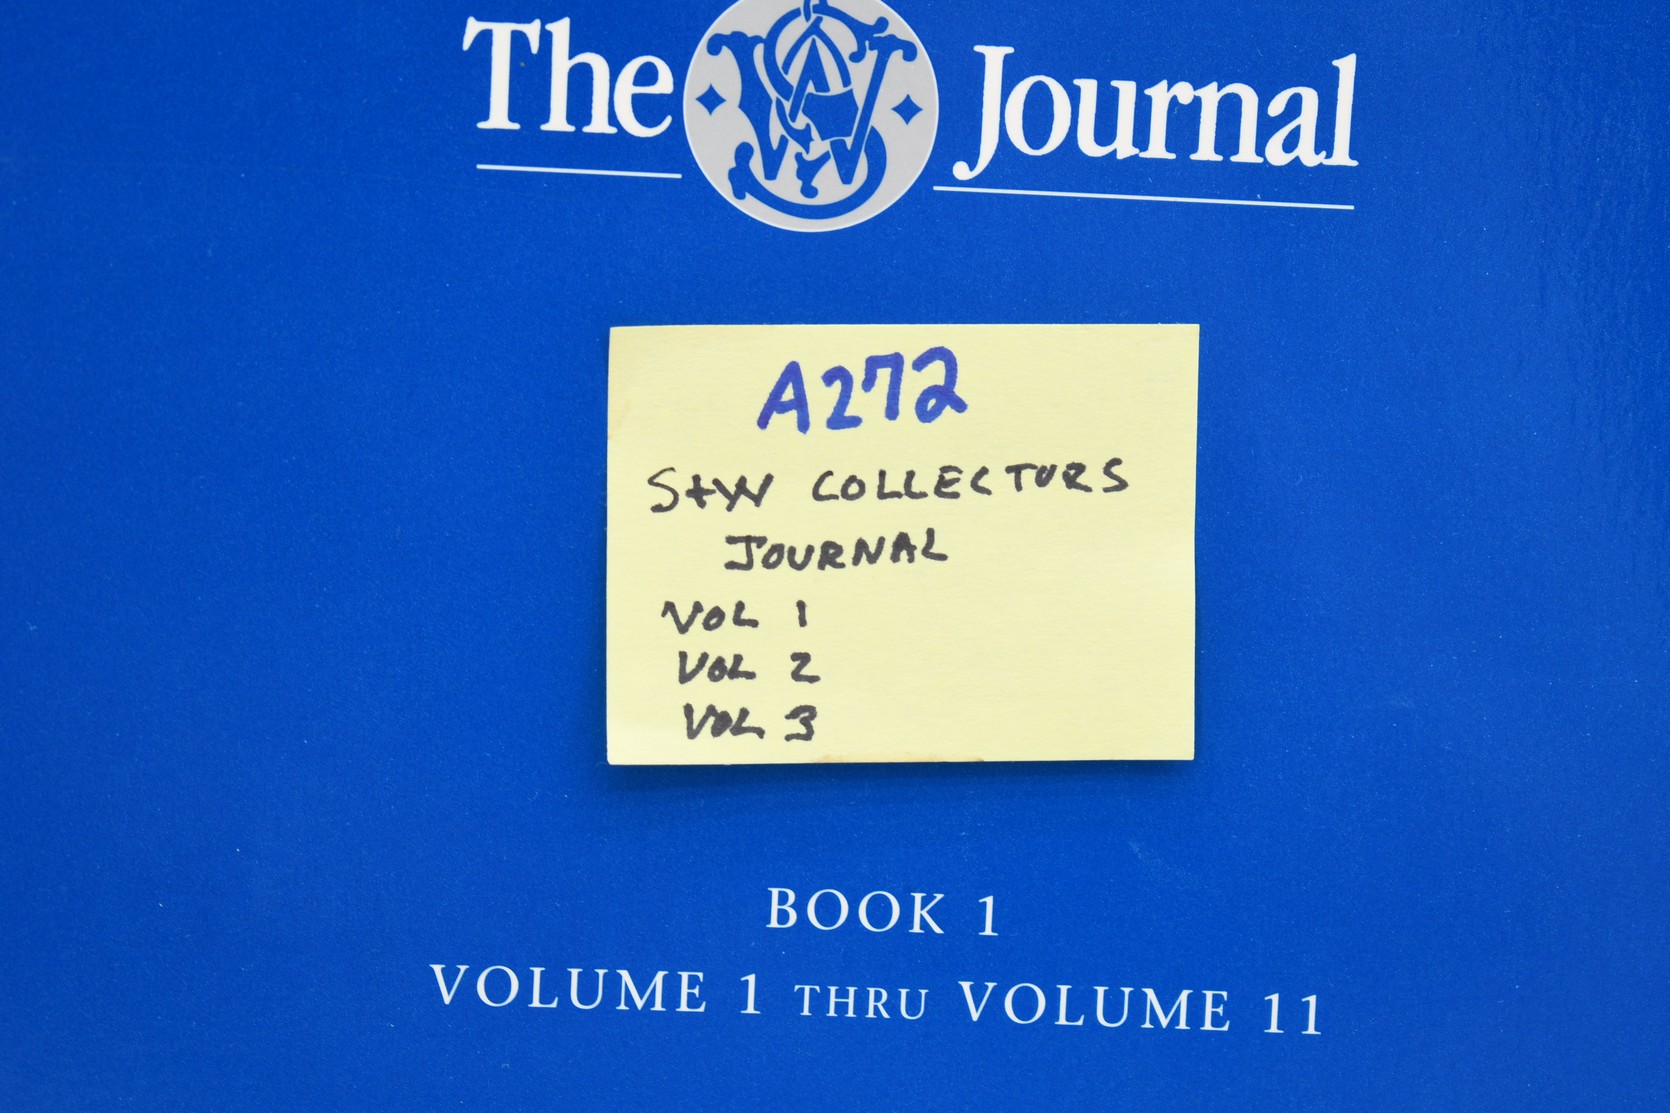 The Journal
A272
S+W COLLECTORS
JOURNAL
VOL 1
VOL 2
VOL 3
BOOK 1
VOLUME 1 THRU VOLUME 11